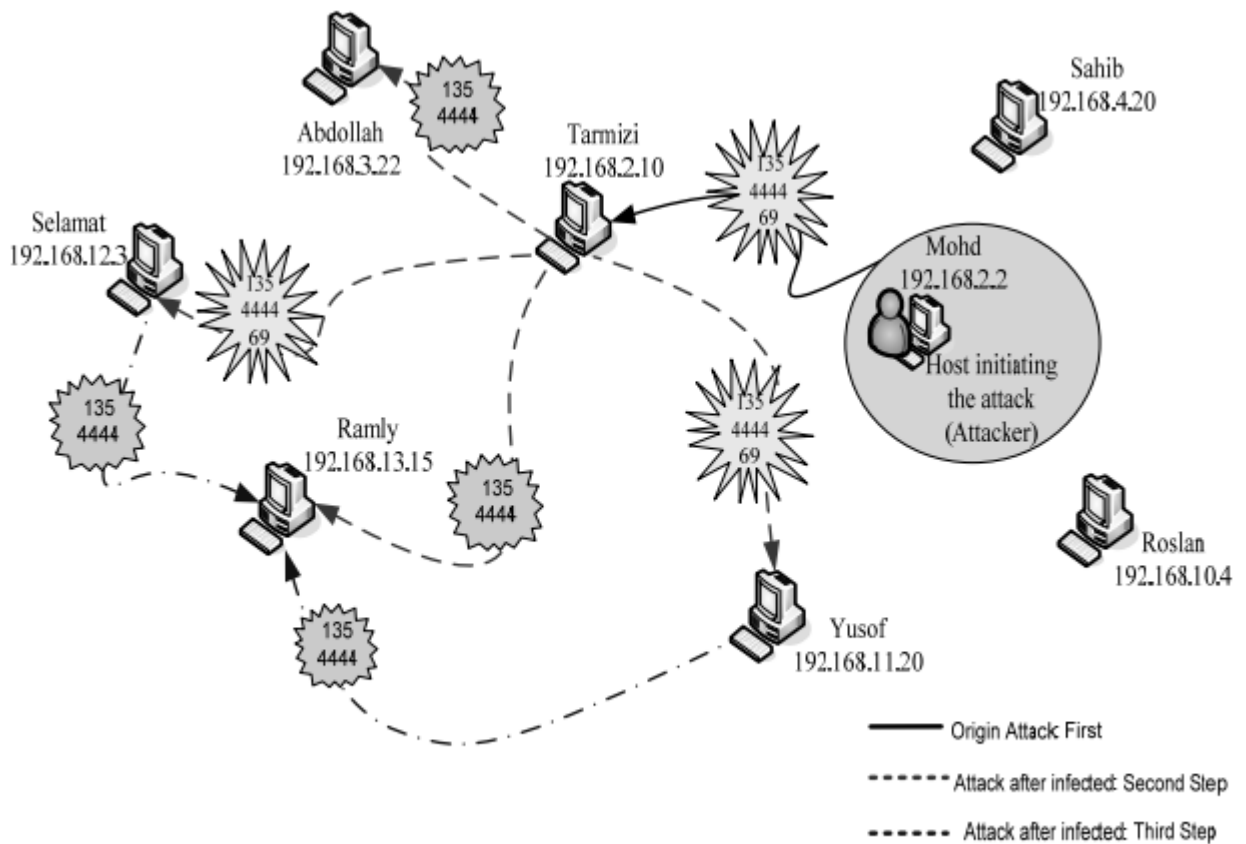 Abdollah
192.168.3.22
135
4444
Tarmizi
192.168.2.10
135
4444
69
Sahib
192.168.4.20
Selamat
192.168.12.3
135
4444
69
Mohd
192.168.2.2
Host initiating
the attack
(Attacker)
135
4444
Ramly
192.168.13.15
135
4444
135
4444
69
Roslan
192.168.10.4
135
4444
Yusof
192.168.11.20
Origin Attack: First
Attack after infected: Second Step
Attack after infected: Third Step